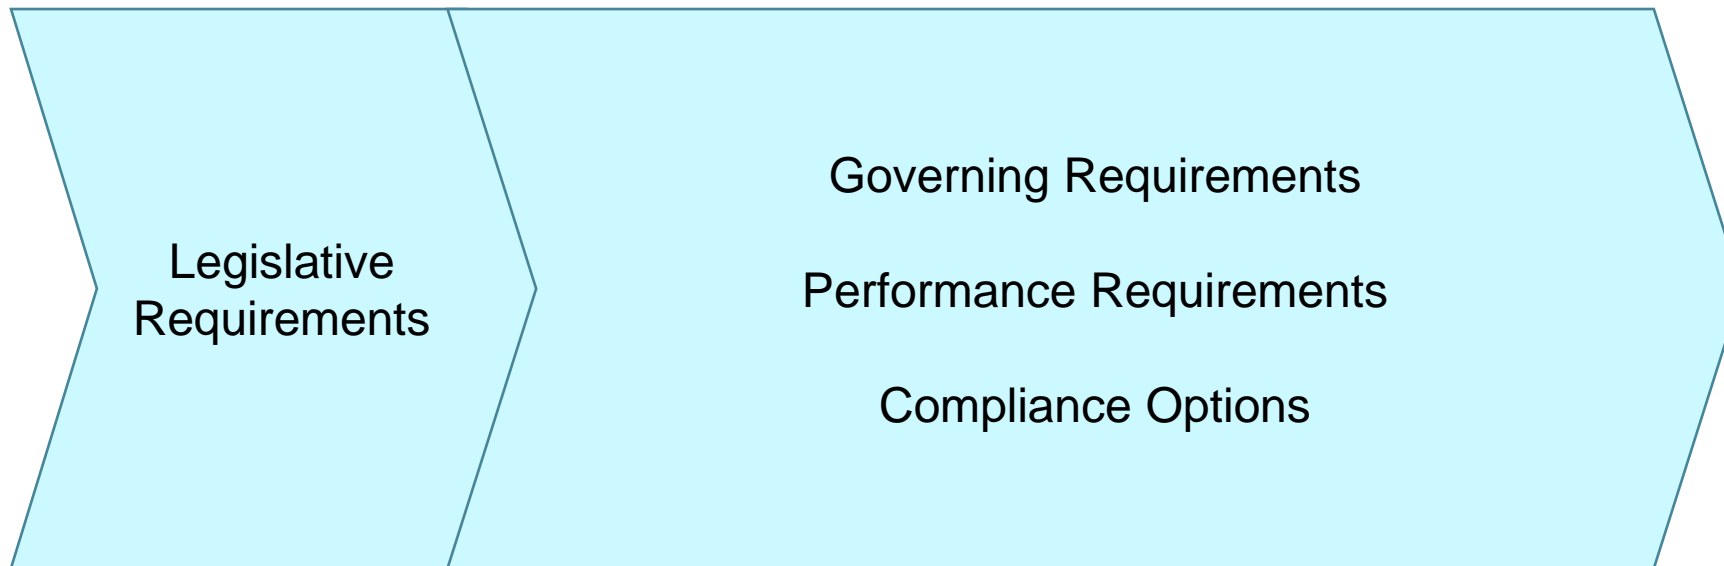 Legislative
Requirements
Governing Requirements
Performance Requirements
Compliance Options